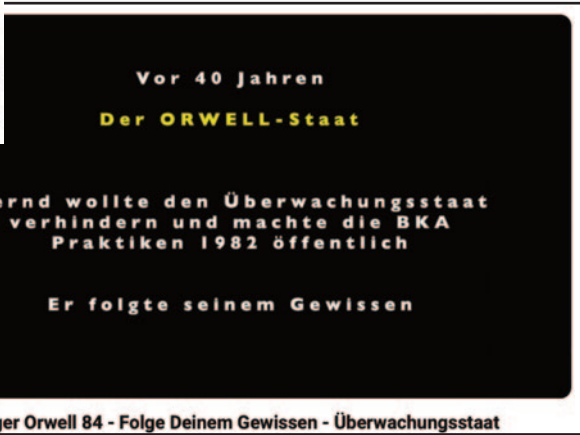 Vor 40 Jahren
Der ORWELL-Staat
ernd wollte den Überwachungsstaat
verhindern und machte die BKA
Praktiken 1982 öffentlich
Er folgte seinem Gewissen
ger Orwell 84 - Folge Deinem Gewissen - Überwachungsstaat